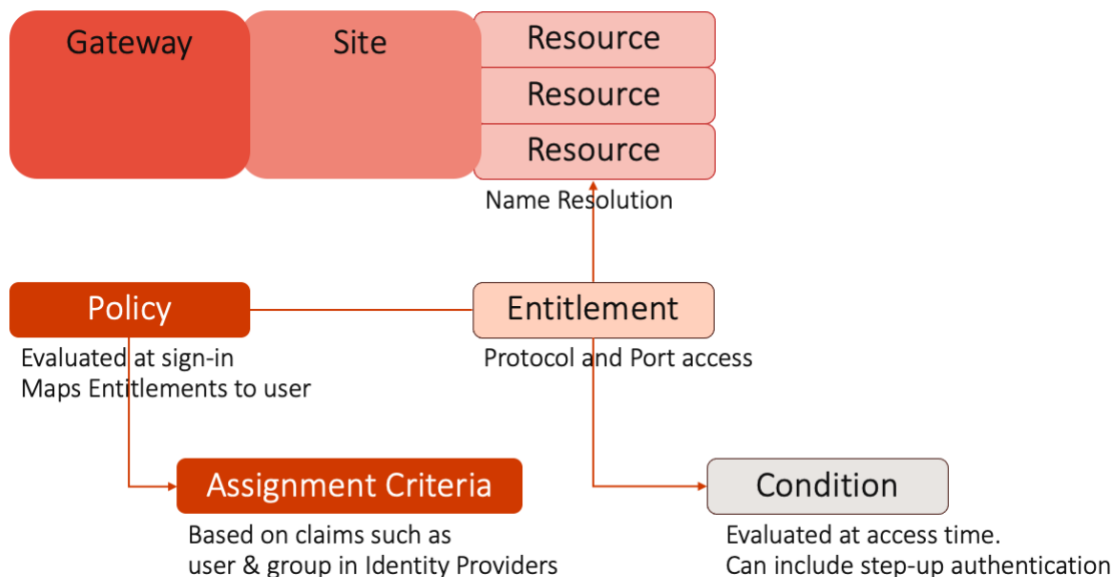 Gateway
Site
Resource
Resource
Resource
Name Resolution
Policy
Entitlement
Evaluated at sign-in
Maps Entitlements to user
Protocol and Port access
Assignment Criteria
Condition
Based on claims such as
user & group in Identity Providers
Evaluated at access time.
Can include step-up authentication